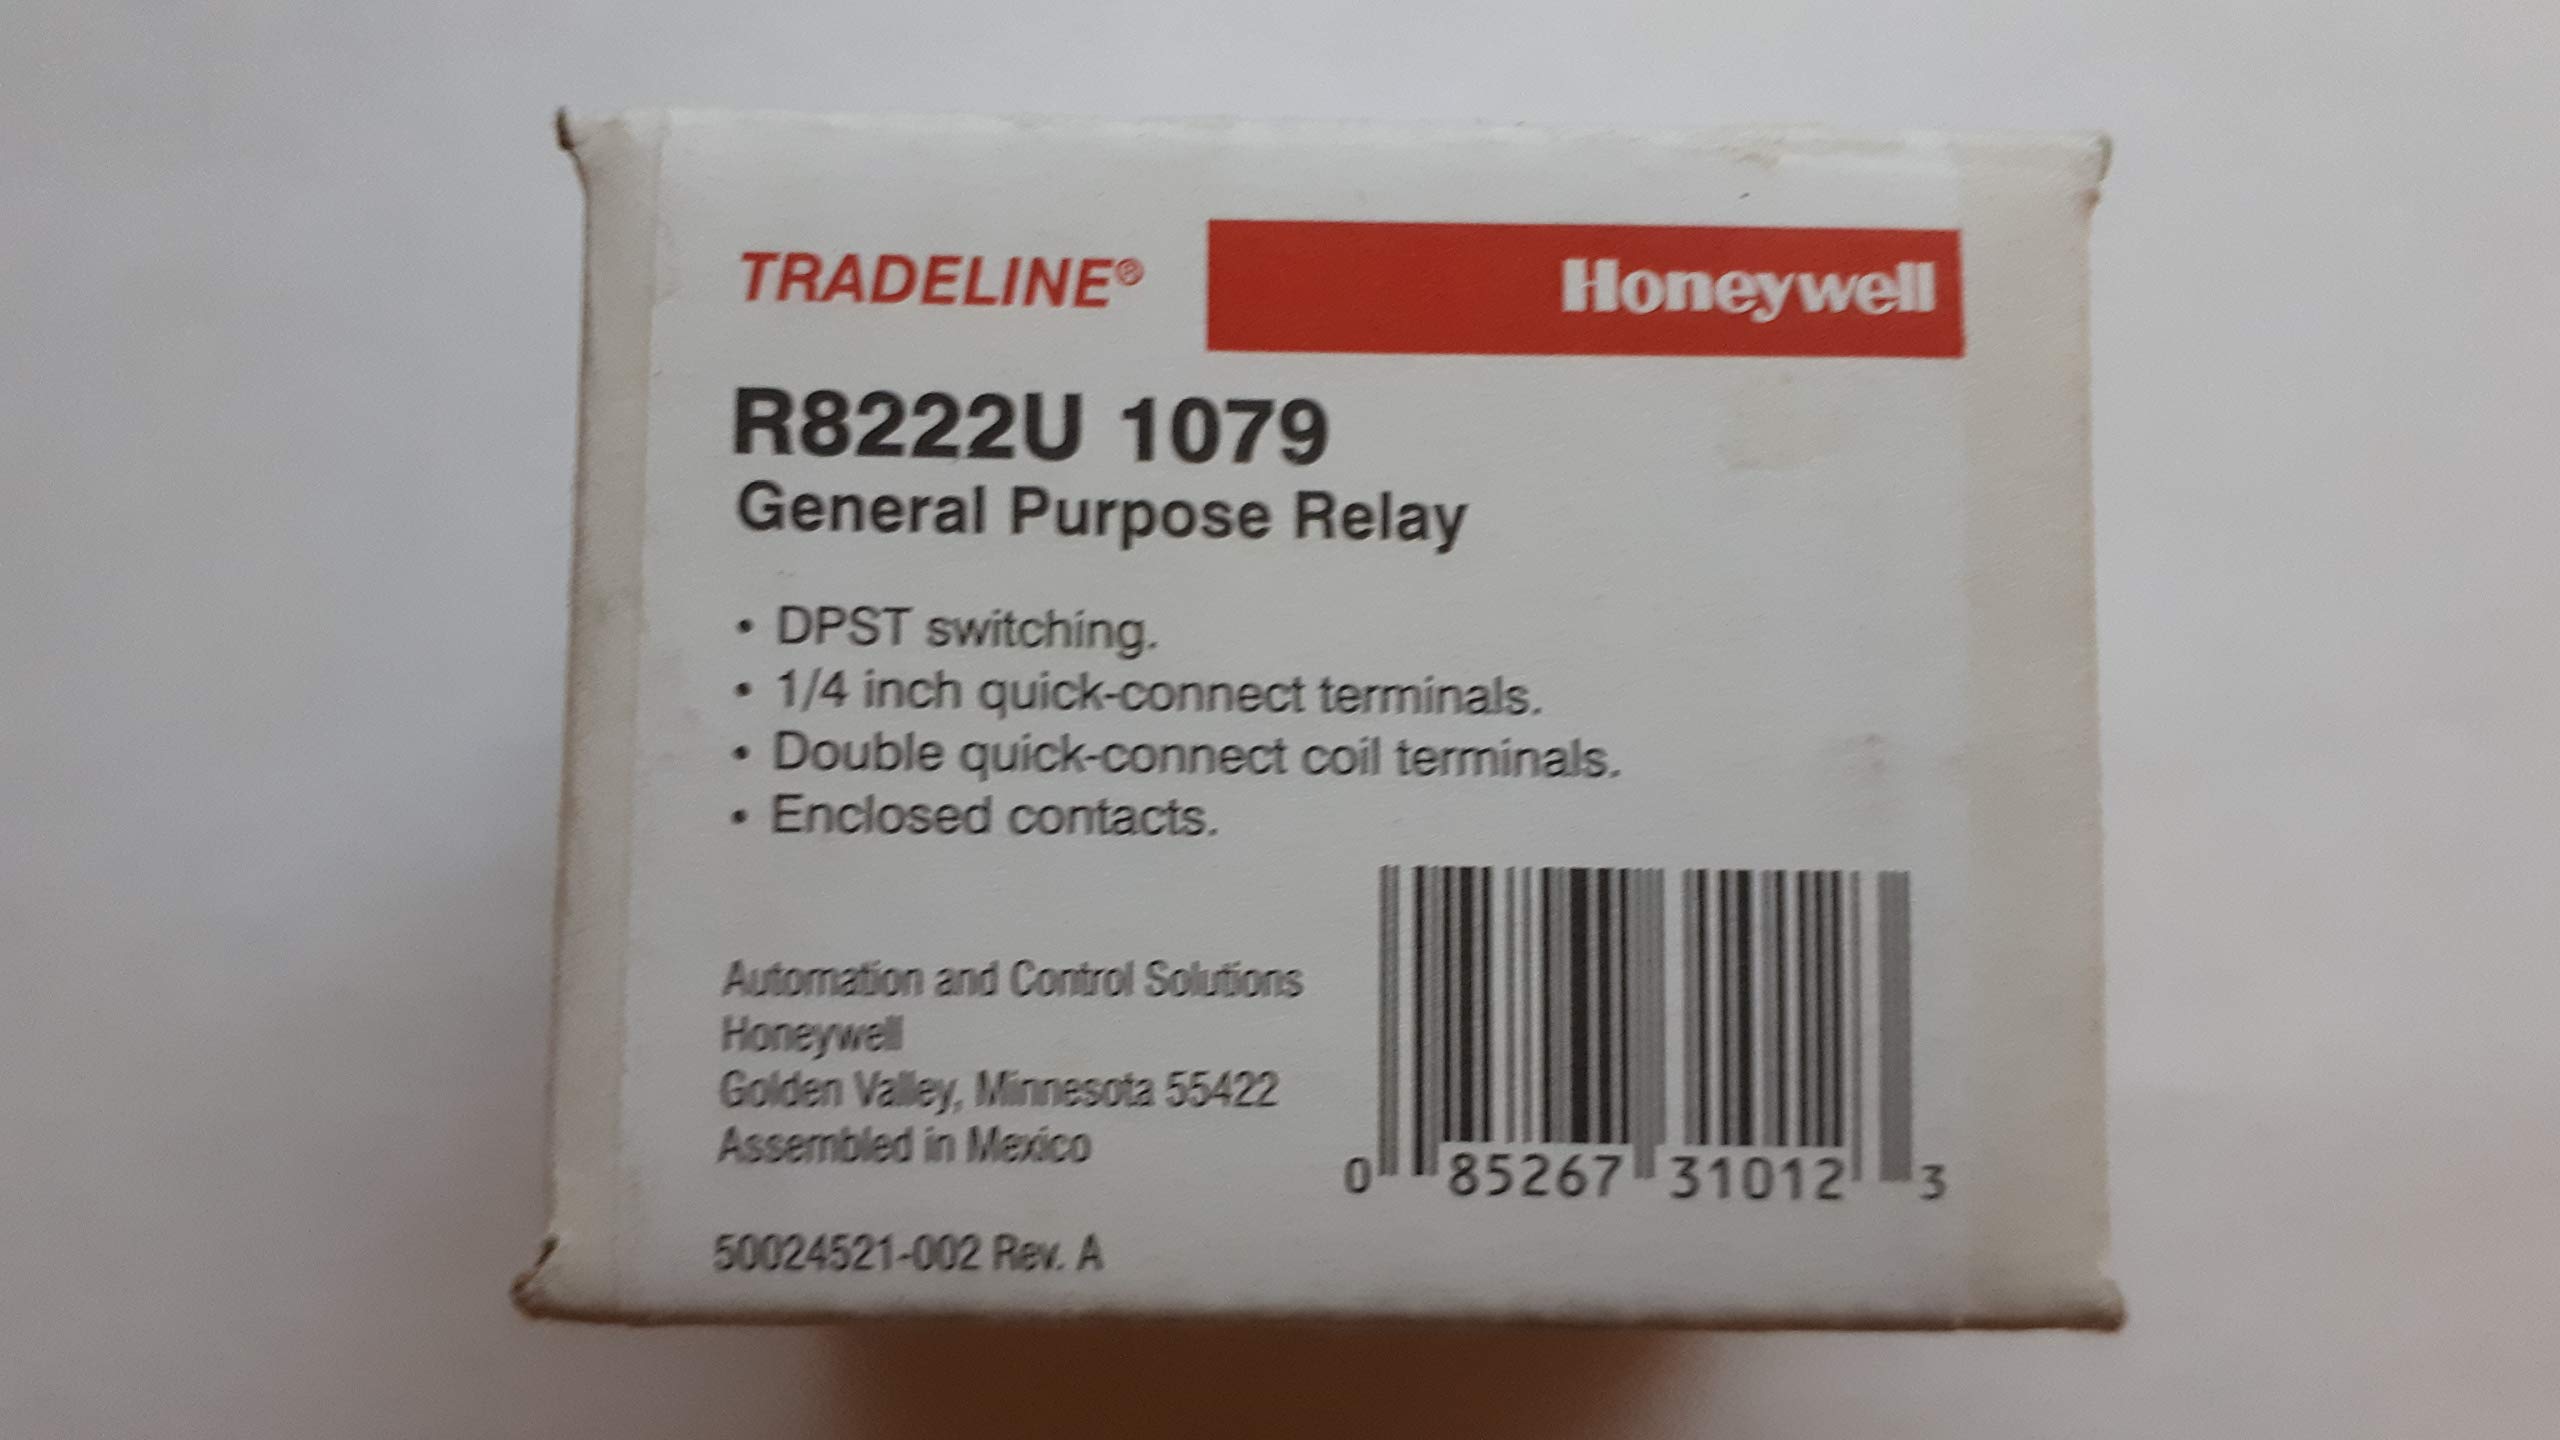 TRADELINE® Honeywell
R8222U 1079
General Purpose Relay
• DPST switching.
• 1/4 inch quick-connect terminals.
• Double quick-connect coil terminals.
• Enclosed contacts.
Automation and Control Solutions
Honeywell
Golden Valley, Minnesota 55422
Assembled in Mexico
0 85267 31012 3
50024521-002 Rev. A